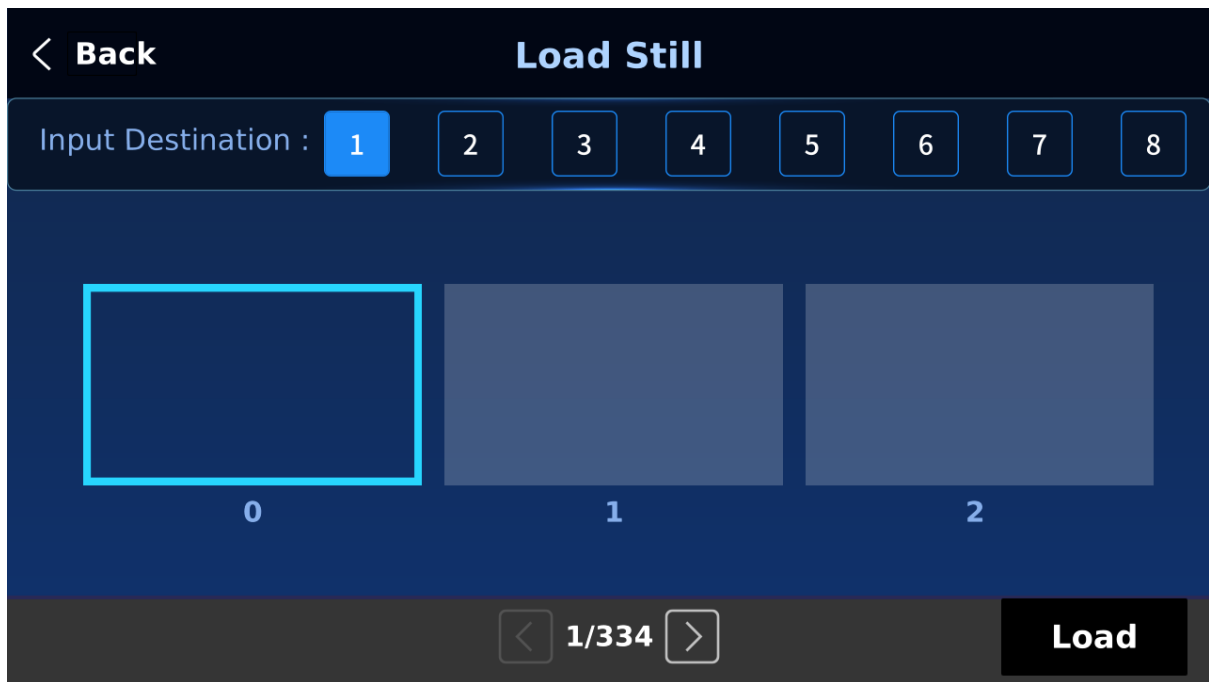 Back
Load Still
Input Destination : 1 2 3 4 5 6 7 8
0 1 2
1/334
Load